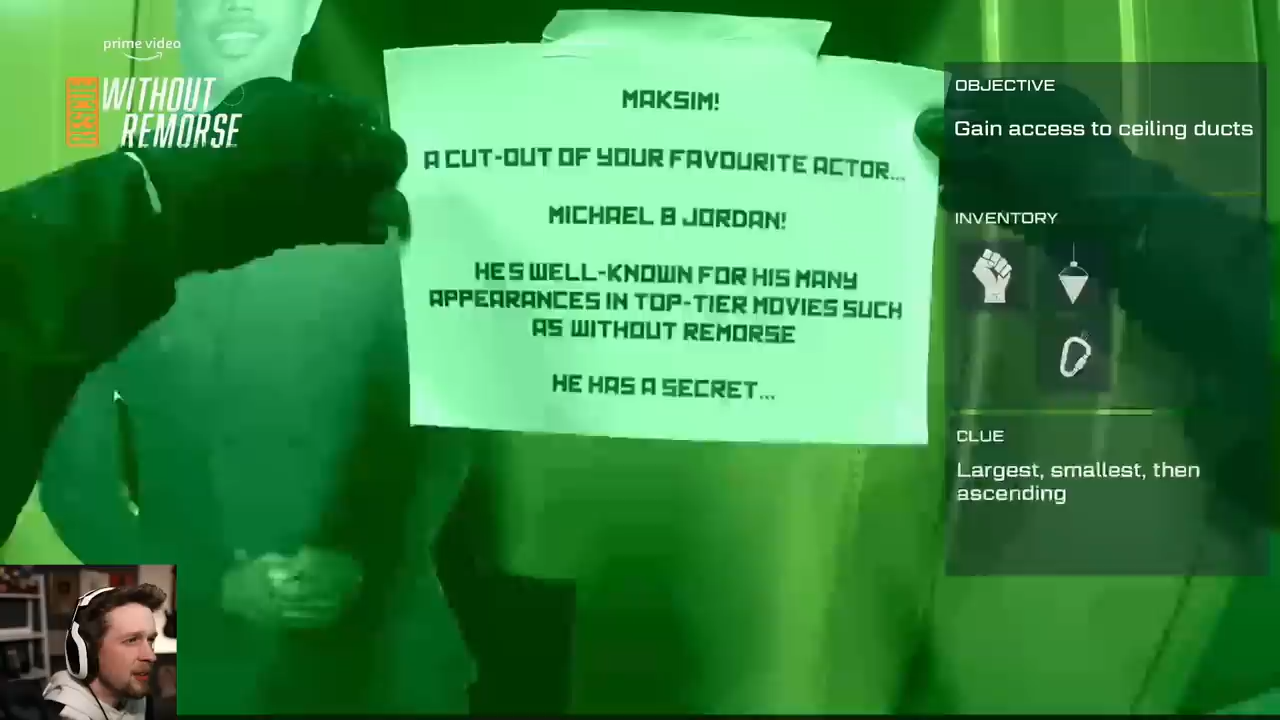 prime video
RESCUE
WITHOUT
REMORSE
MAKSIM!
A CUT-OUT OF YOUR FAVOURITE ACTOR...
MICHAEL B JORDAN!
HE S WELL-KNOWN FOR HIS MANY
APPEARANCES IN TOP-TIER MOVIES SUCH
AS WITHOUT REMORSE
HE HAS A SECRET...
OBJECTIVE
Gain access to ceiling ducts
INVENTORY
CLUE
Largest, smallest, then
ascending